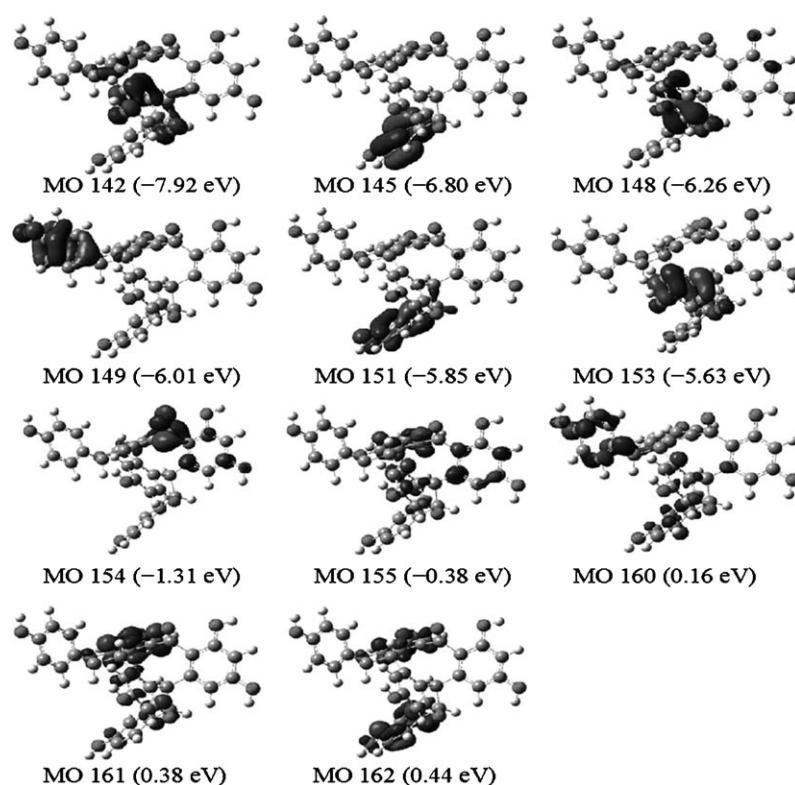 MO 142 (−7.92 eV) MO 145 (−6.80 eV) MO 148 (−6.26 eV)
MO 149 (−6.01 eV) MO 151 (−5.85 eV) MO 153 (−5.63 eV)
MO 154 (−1.31 eV) MO 155 (−0.38 eV) MO 160 (0.16 eV)
MO 161 (0.38 eV) MO 162 (0.44 eV)